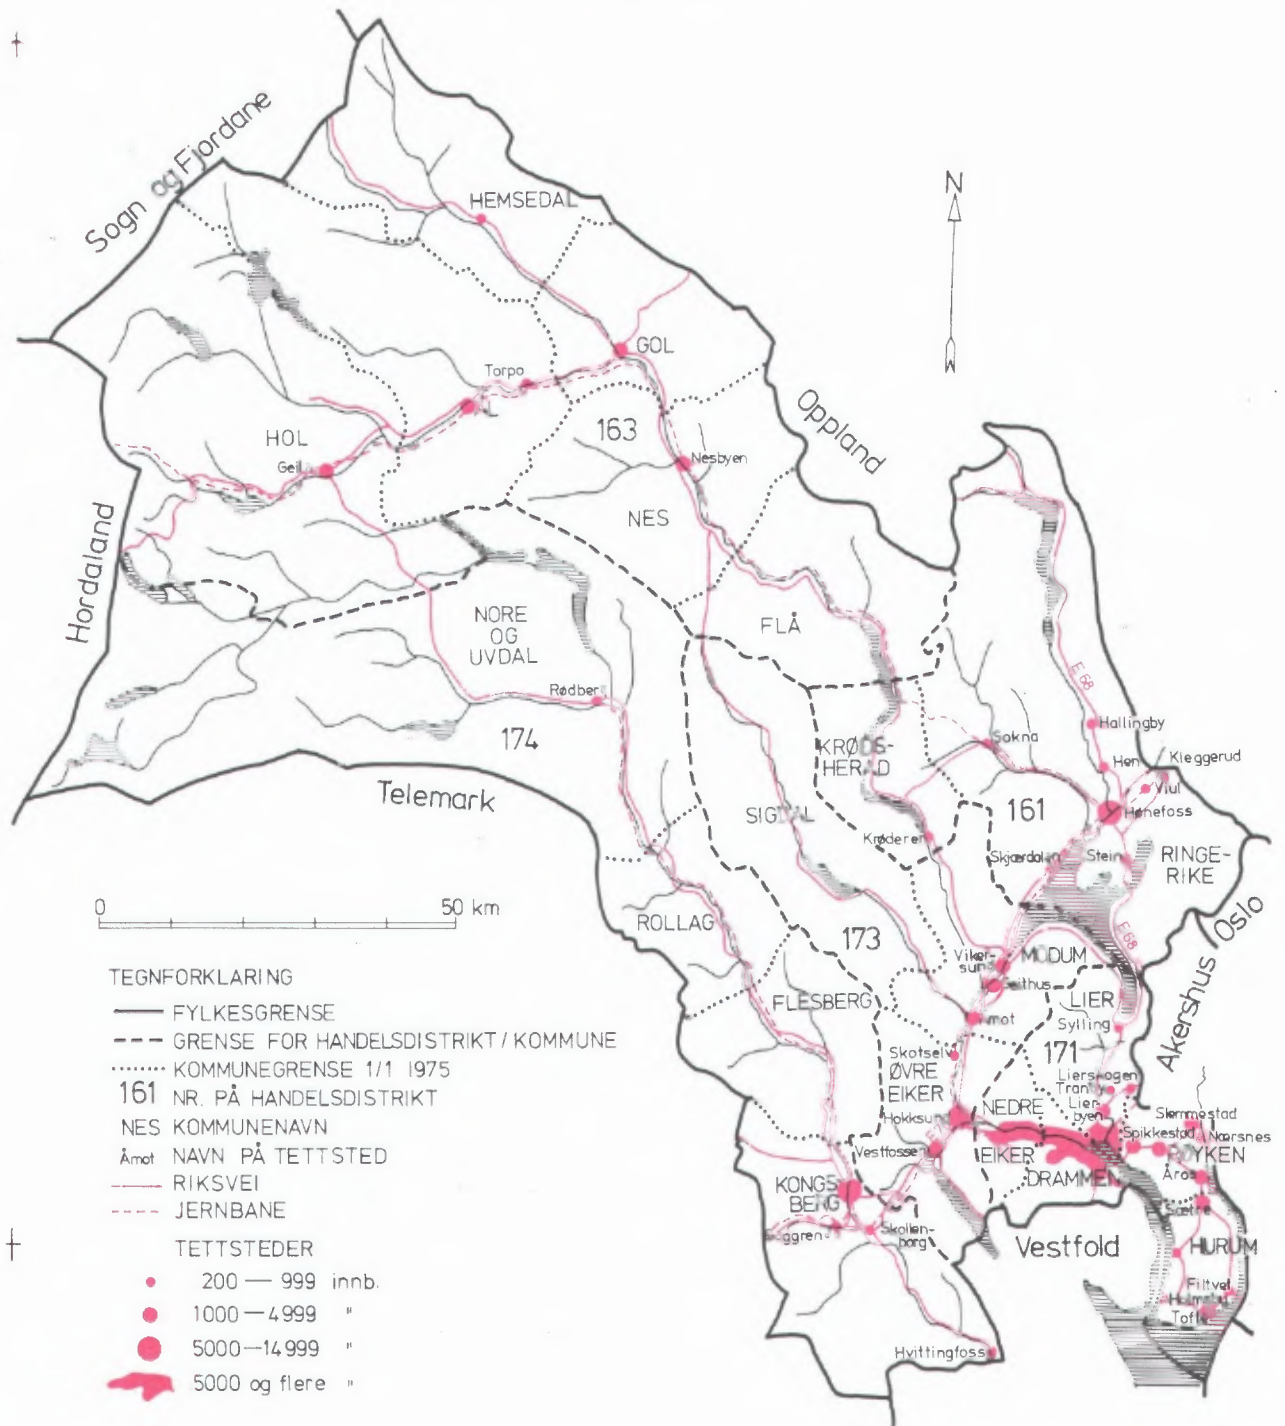 Sogn og Fjordane
HEMSEDAL
N
GOL
Torpo
Oppland
HOL
163
Nesbyen
NES
Hordaland
NORE
OG
UVDAL
FLÅ
E 68
Hallingby
174
Sokna
Hen
Kleggerud
KRØDS-
HERAD
Viul
Hønefoss
Telemark
SIGDAL
161
Krøderen
Skjærdalen
Stein
RINGE-
RIKE
0
50 km
ROLLAG
173
E 68
Oslo
Viker-
sund
MODUM
Geithus
TEGNFORKLARING
FLESBERG
LIER
FYLKESGRENSE
Åmot
Sylling
Akershus
GRENSE FOR HANDELSDISTRIKT / KOMMUNE
Skotselv
171
KOMMUNEGRENSE 1/1 1975
ØVRE
EIKER
Lierskogen
Tranby
161 NR. PÅ HANDELSDISTRIKT
Hokksund
NEDRE
EIKER
Lier-
byen
Slemmestad
NES KOMMUNENAVN
Spikkestad
Nærsnes
Åmot NAVN PÅ TETTSTED
Vestfossen
RØYKEN
RIKSVEI
KONGS
BERG
DRAMMEN
Åros
JERNBANE
Sætre
Skollen-
borg
Vestfold
HURUM
TETTSTEDER
200 — 999 innb.
Filtvet
Holmsbu
1000 — 4999 "
Tofte
5000 — 14999 "
Hvittingfoss
5000 og flere "